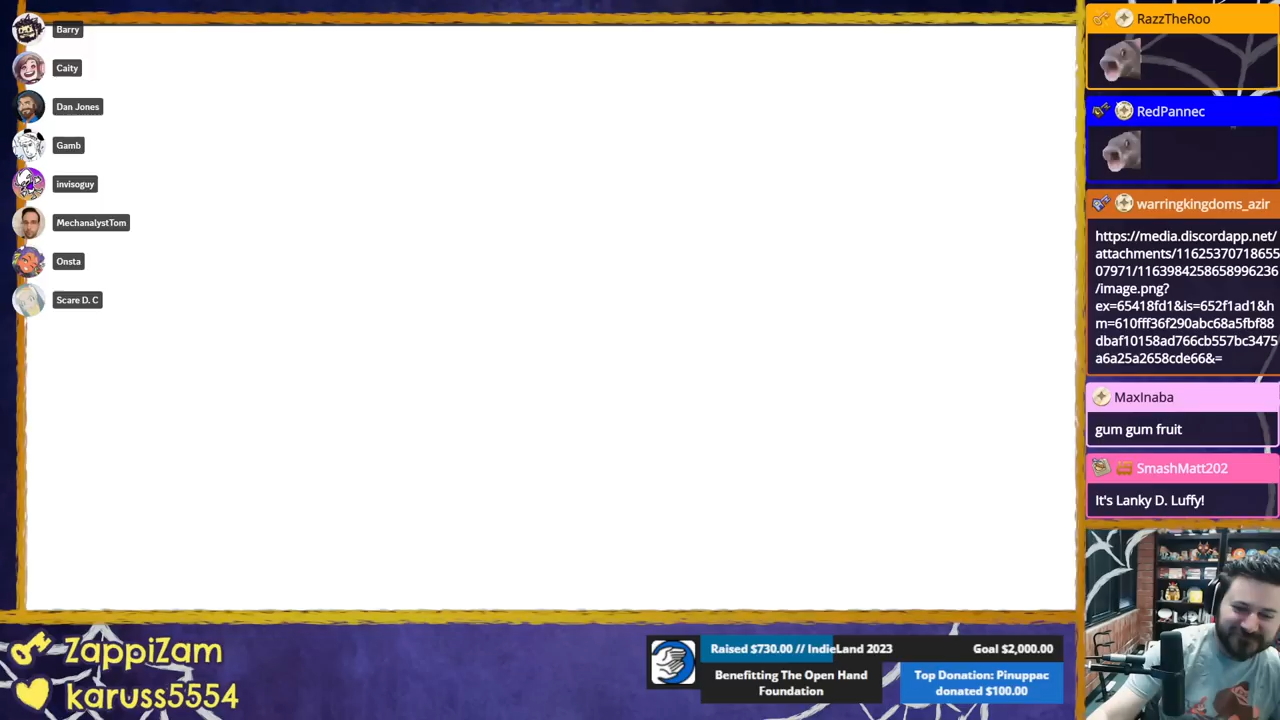 Barry
Caity
Dan Jones
Gamb
invisoguy
MechanalystTom
Onsta
Scare D. C
RazzTheRoo
RedPannec
warringkingdoms_azir
https://media.discordapp.net/
attachments/11625370718655
07971/1163984258658996236
/image.png?
ex=65418fd1&is=652f1ad1&h
m=610fff36f290abc68a5fbf88
dbaf10158ad766cb557bc3475
a6a25a2658cde66&=
MaxInaba
gum gum fruit
SmashMatt202
It's Lanky D. Luffy!
ZappiZam
karuss5554
Raised $730.00 // IndieLand 2023
Goal $2,000.00
Benefitting The Open Hand
Foundation
Top Donation: Pinuppac
donated $100.00